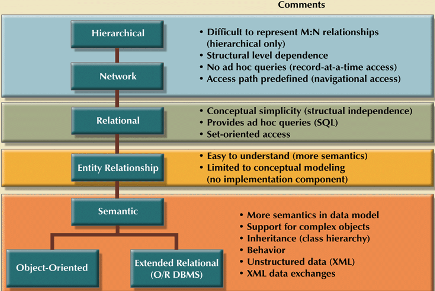 Comments
Hierarchical
Network
• Difficult to represent M:N relationships
(hierarchical only)
• Structural level dependence
• No ad hoc queries (record-at-a-time access)
• Access path predefined (navigational access)
Relational
• Conceptual simplicity (structual independence)
• Provides ad hoc queries (SQL)
• Set-oriented access
Entity Relationship
• Easy to understand (more semantics)
• Limited to conceptual modeling
(no implementation component)
Semantic
Object-Oriented
Extended Relational
(O/R DBMS)
• More semantics in data model
• Support for complex objects
• Inheritance (class hierarchy)
• Behavior
• Unstructured data (XML)
• XML data exchanges